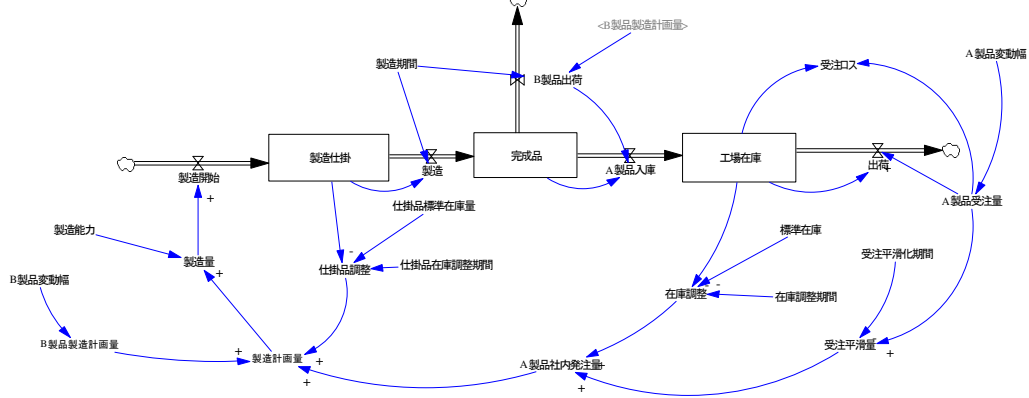 <B製品製造計画量>
A製品変動幅
製造期間
受注ロス
B製品出荷
製造仕掛
完成品
工場在庫
出荷
製造
A製品入庫
製造開始
+
+
A製品受注量
仕掛品標準在庫量
製造能力
標準在庫
-
受注平滑化期間
製造量
+
仕掛品調整
仕掛品在庫調整期間
B製品変動幅
-
-
在庫調整
在庫調整期間
B製品製造計画量
+
製造計画量
+
+
A製品社内発注量
+
+
受注平滑量
-
+